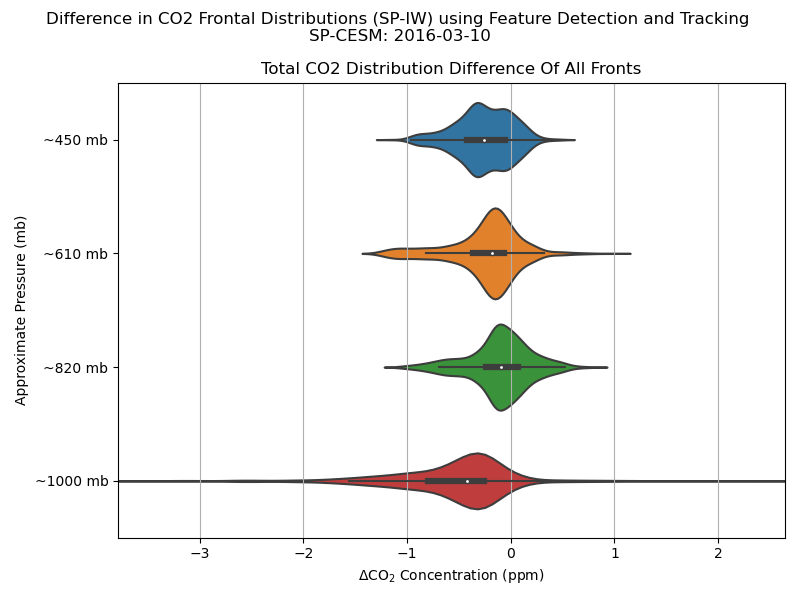 Difference in CO2 Frontal Distributions (SP-IW) using Feature Detection and Tracking
SP-CESM: 2016-03-10
Total CO2 Distribution Difference Of All Fronts
Approximate Pressure (mb)
~450 mb
~610 mb
~820 mb
~1000 mb
−3 −2 −1 0 1 2
ΔCO₂ Concentration (ppm)